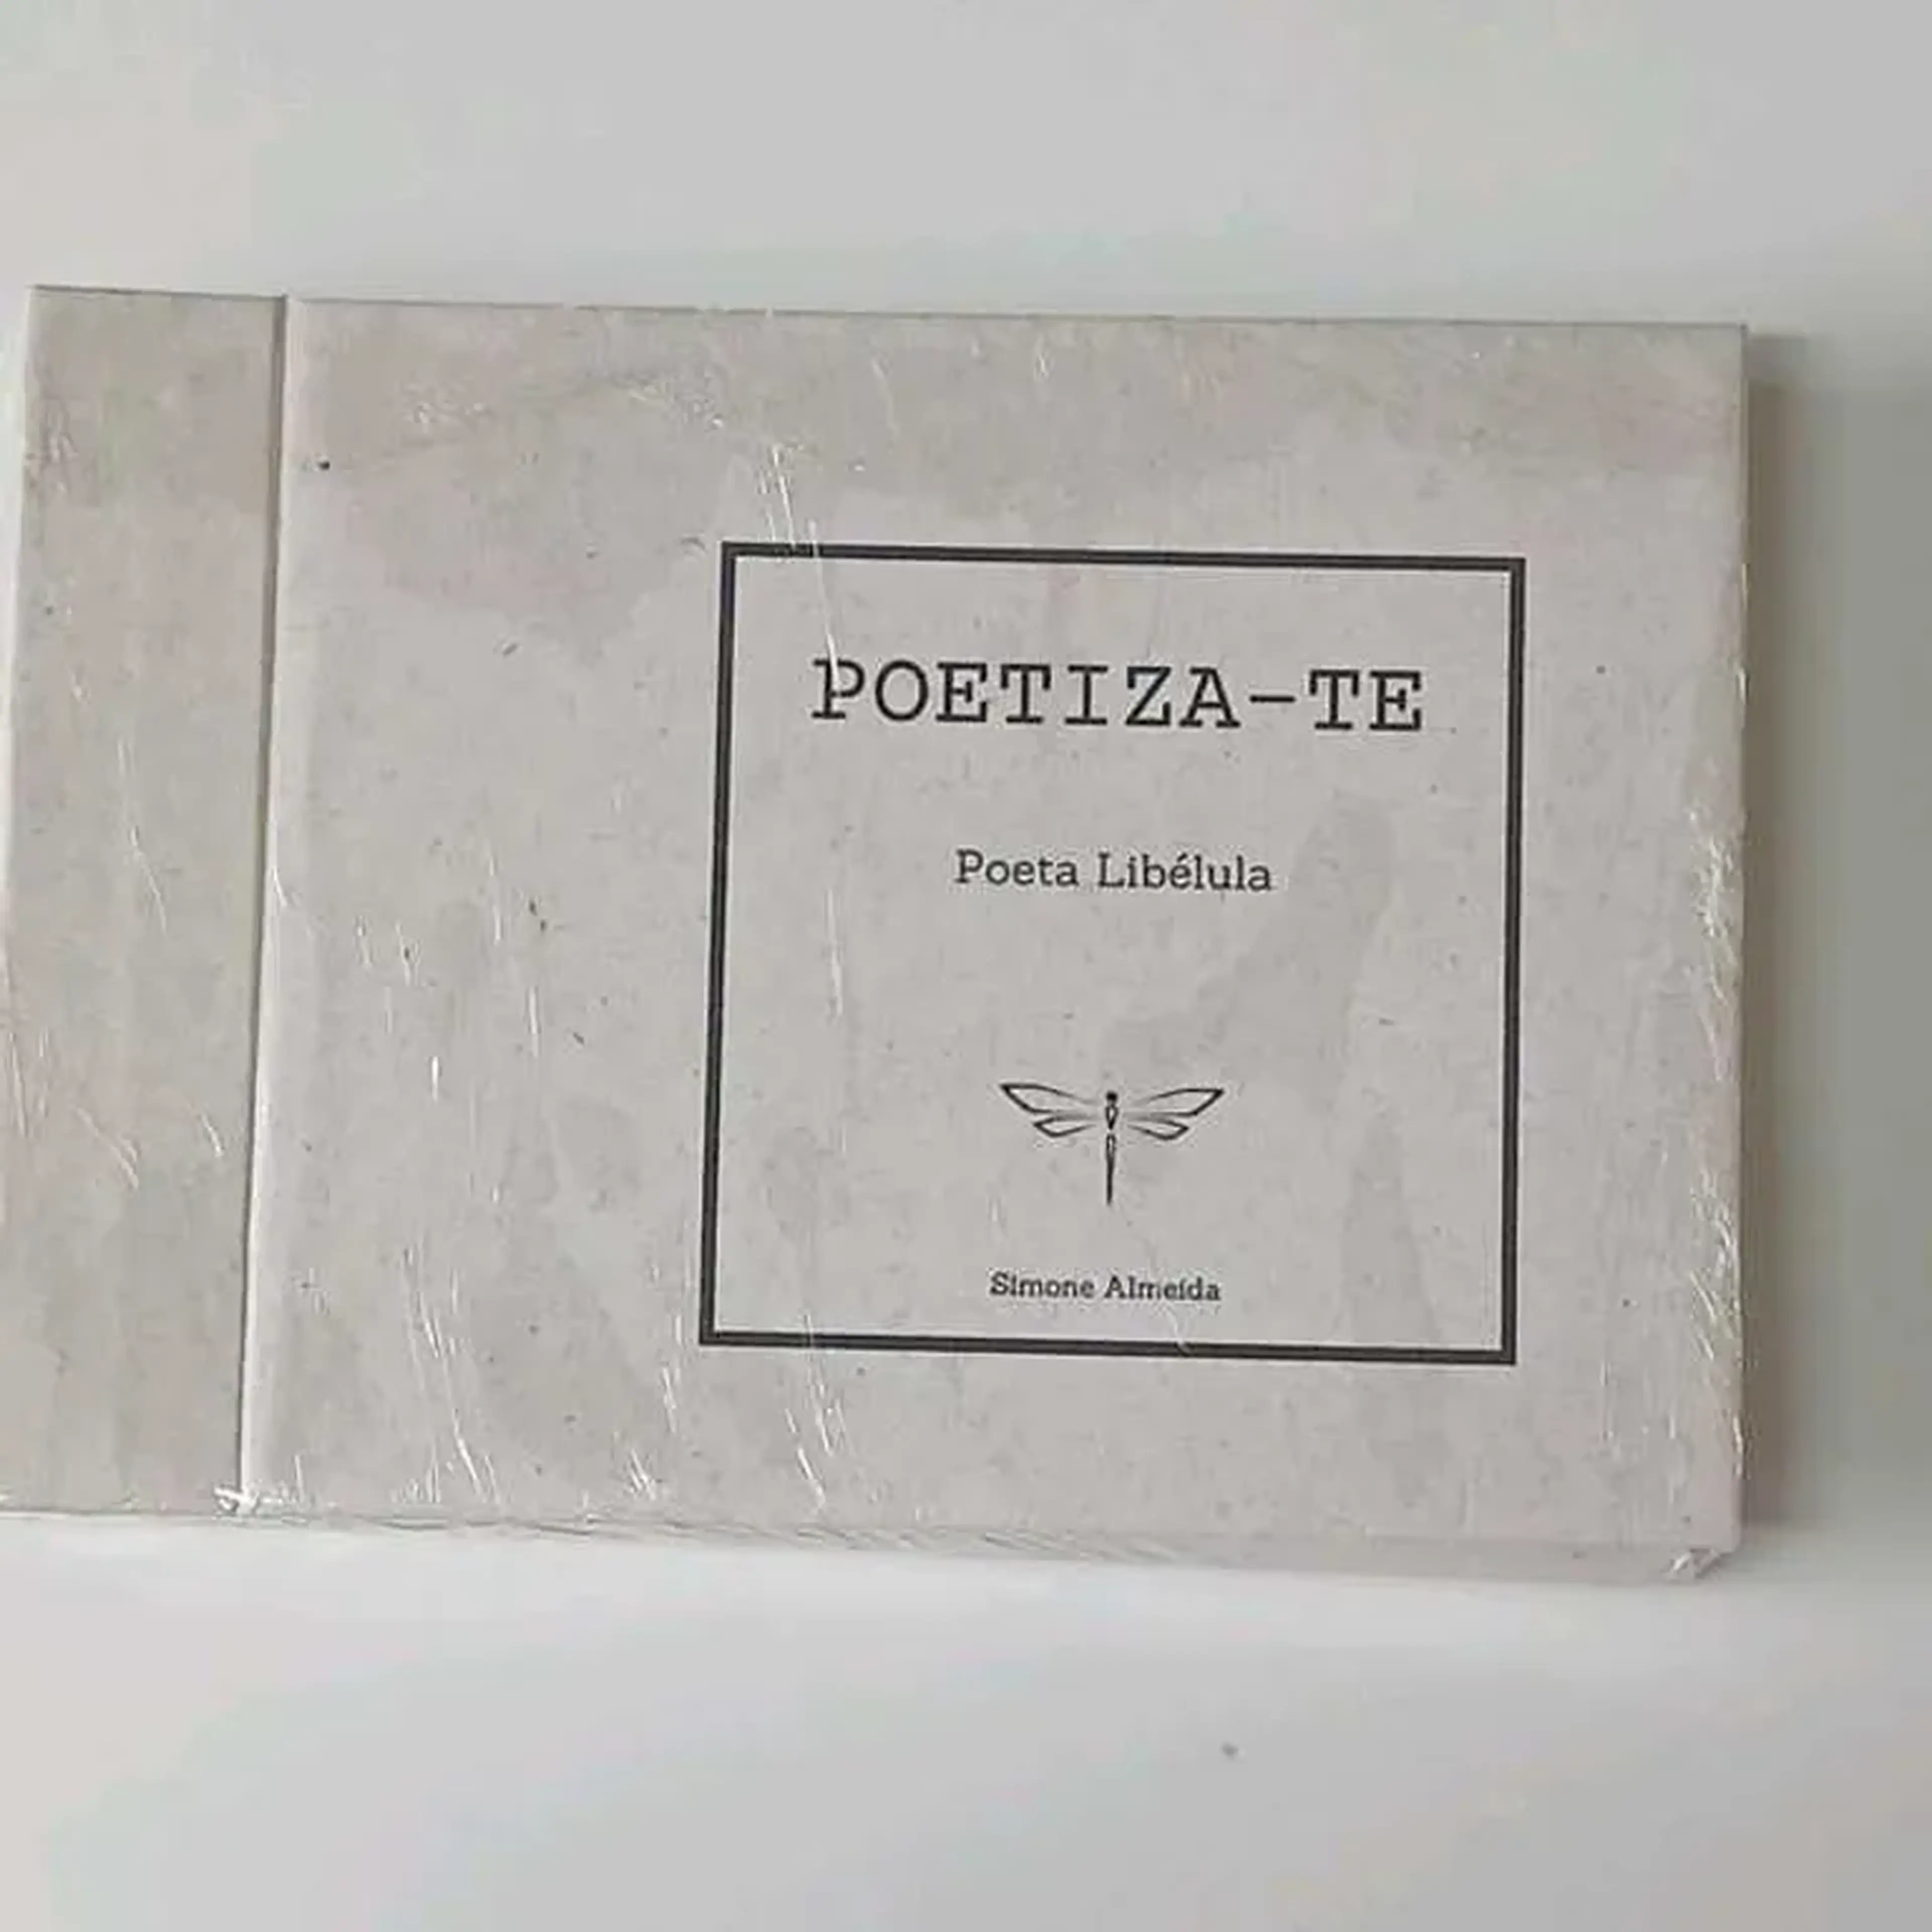 POETIZA-TE
Poeta Libélula
Simone Almeida